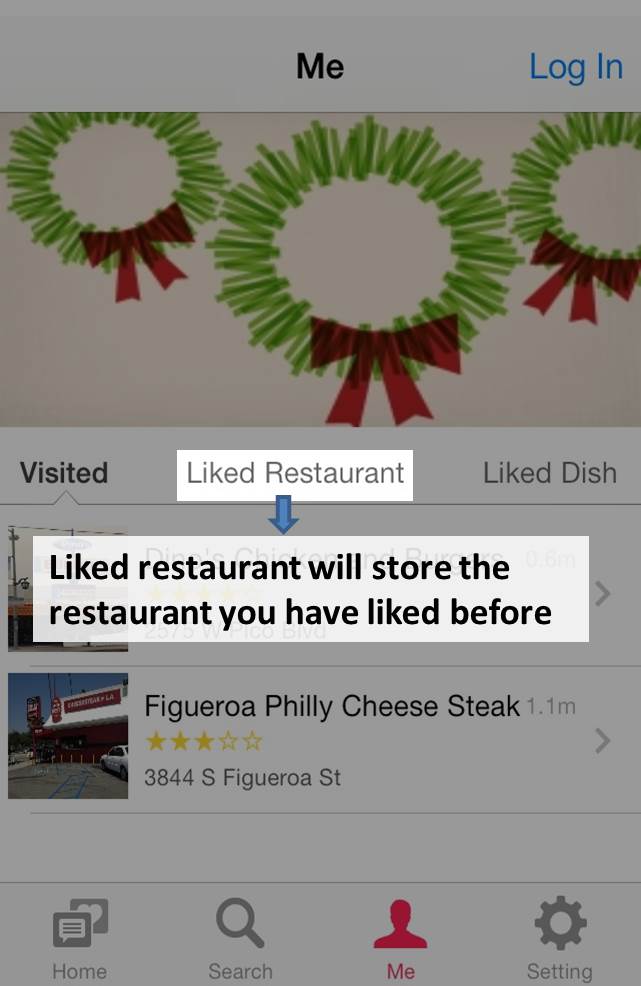 Me
Log In
Visited
Liked Restaurant
Liked Dish
Dino's Chicken and Burgers 0.6m
Liked restaurant will store the
restaurant you have liked before
2575 W Pico Blvd
Figueroa Philly Cheese Steak 1.1m
3844 S Figueroa St
Home
Search
Me
Setting